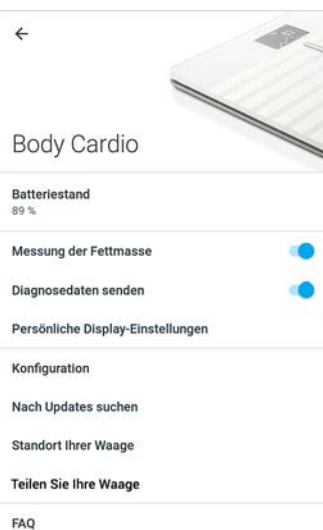 Body Cardio
Batteriestand
89 %
Messung der Fettmasse
Diagnosedaten senden
Persönliche Display-Einstellungen
Konfiguration
Nach Updates suchen
Standort Ihrer Waage
Teilen Sie Ihre Waage
FAQ